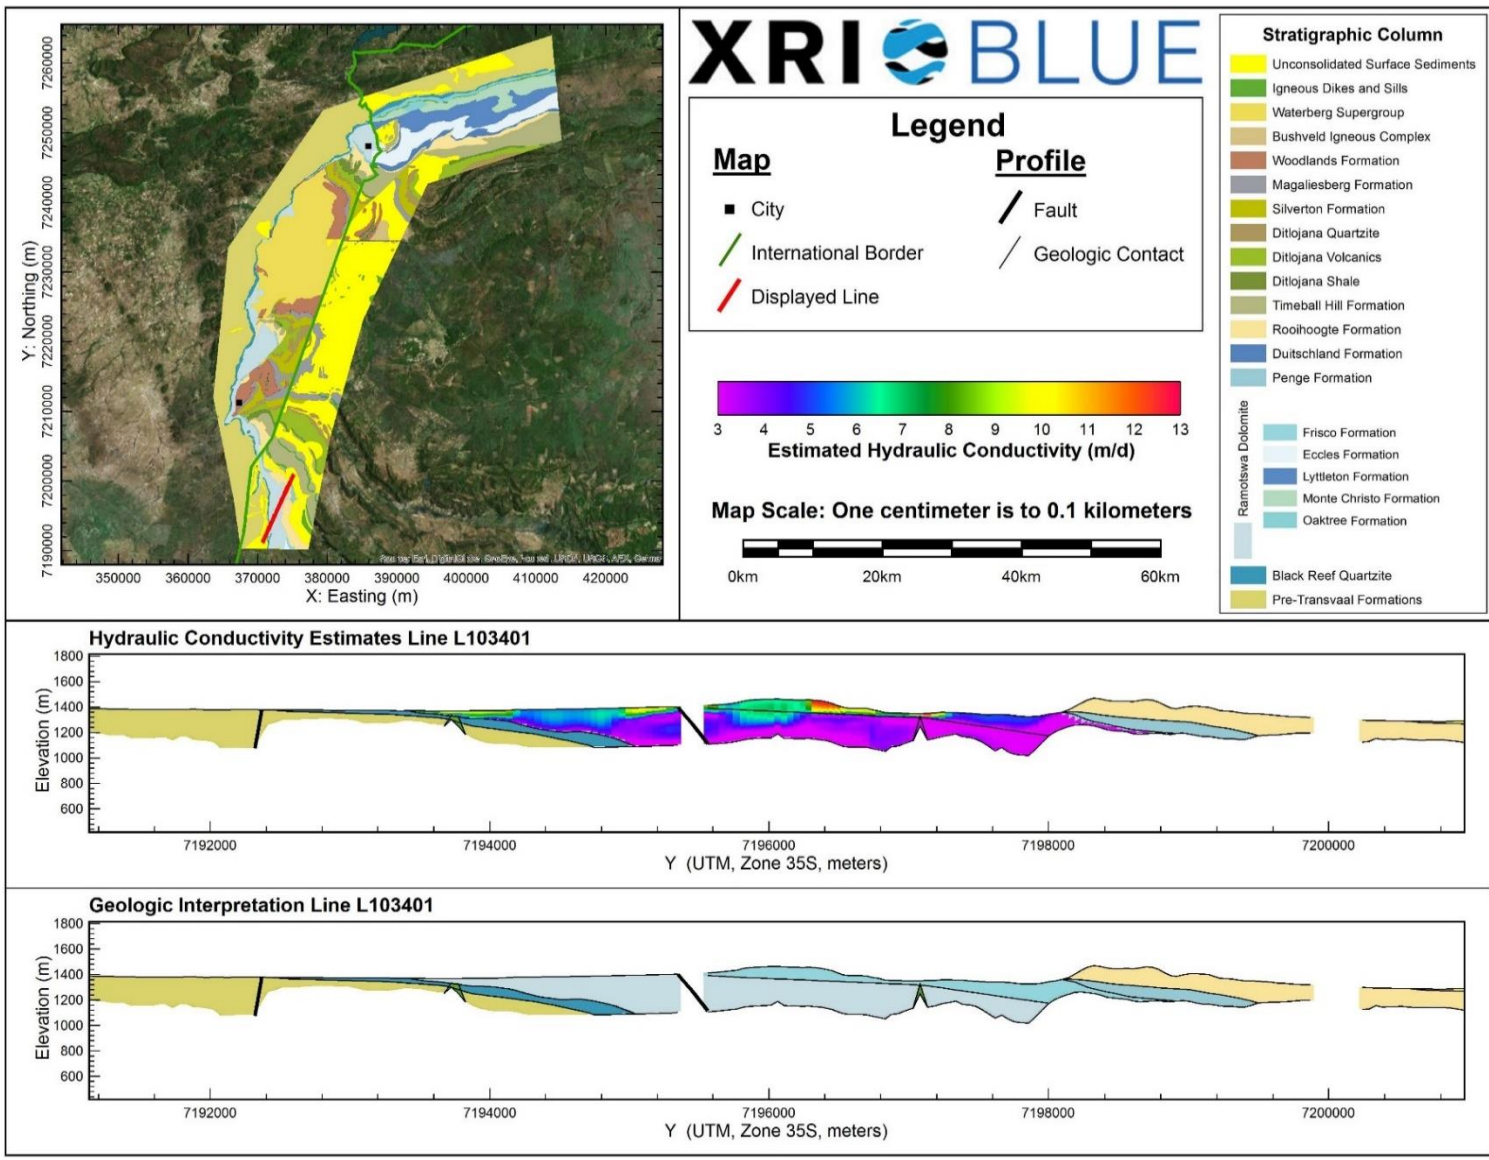 7260000
7250000
7240000
7230000
7220000
7210000
7200000
7190000
Y: Northing (m)
350000 360000 370000 380000 390000 400000 410000 420000
X: Easting (m)
XRI BLUE
Legend
Map
City
International Border
Displayed Line
Profile
Fault
Geologic Contact
3 4 5 6 7 8 9 10 11 12 13
Estimated Hydraulic Conductivity (m/d)
Map Scale: One centimeter is to 0.1 kilometers
0km 20km 40km 60km
Stratigraphic Column
Unconsolidated Surface Sediments
Igneous Dikes and Sills
Waterberg Supergroup
Bushveld Igneous Complex
Woodlands Formation
Magaliesberg Formation
Silverton Formation
Ditlojana Quartzite
Ditlojana Volcanics
Ditlojana Shale
Timeball Hill Formation
Rooihoogte Formation
Duitschland Formation
Penge Formation
Ramotswa Dolomite
Frisco Formation
Eccles Formation
Lyttleton Formation
Monte Christo Formation
Oaktree Formation
Black Reef Quartzite
Pre-Transvaal Formations
Hydraulic Conductivity Estimates Line L103401
Elevation (m)
1800
1600
1400
1200
1000
800
600
7192000 7194000 7196000 7198000 7200000
Y (UTM, Zone 35S, meters)
Geologic Interpretation Line L103401
Elevation (m)
1800
1600
1400
1200
1000
800
600
7192000 7194000 7196000 7198000 7200000
Y (UTM, Zone 35S, meters)